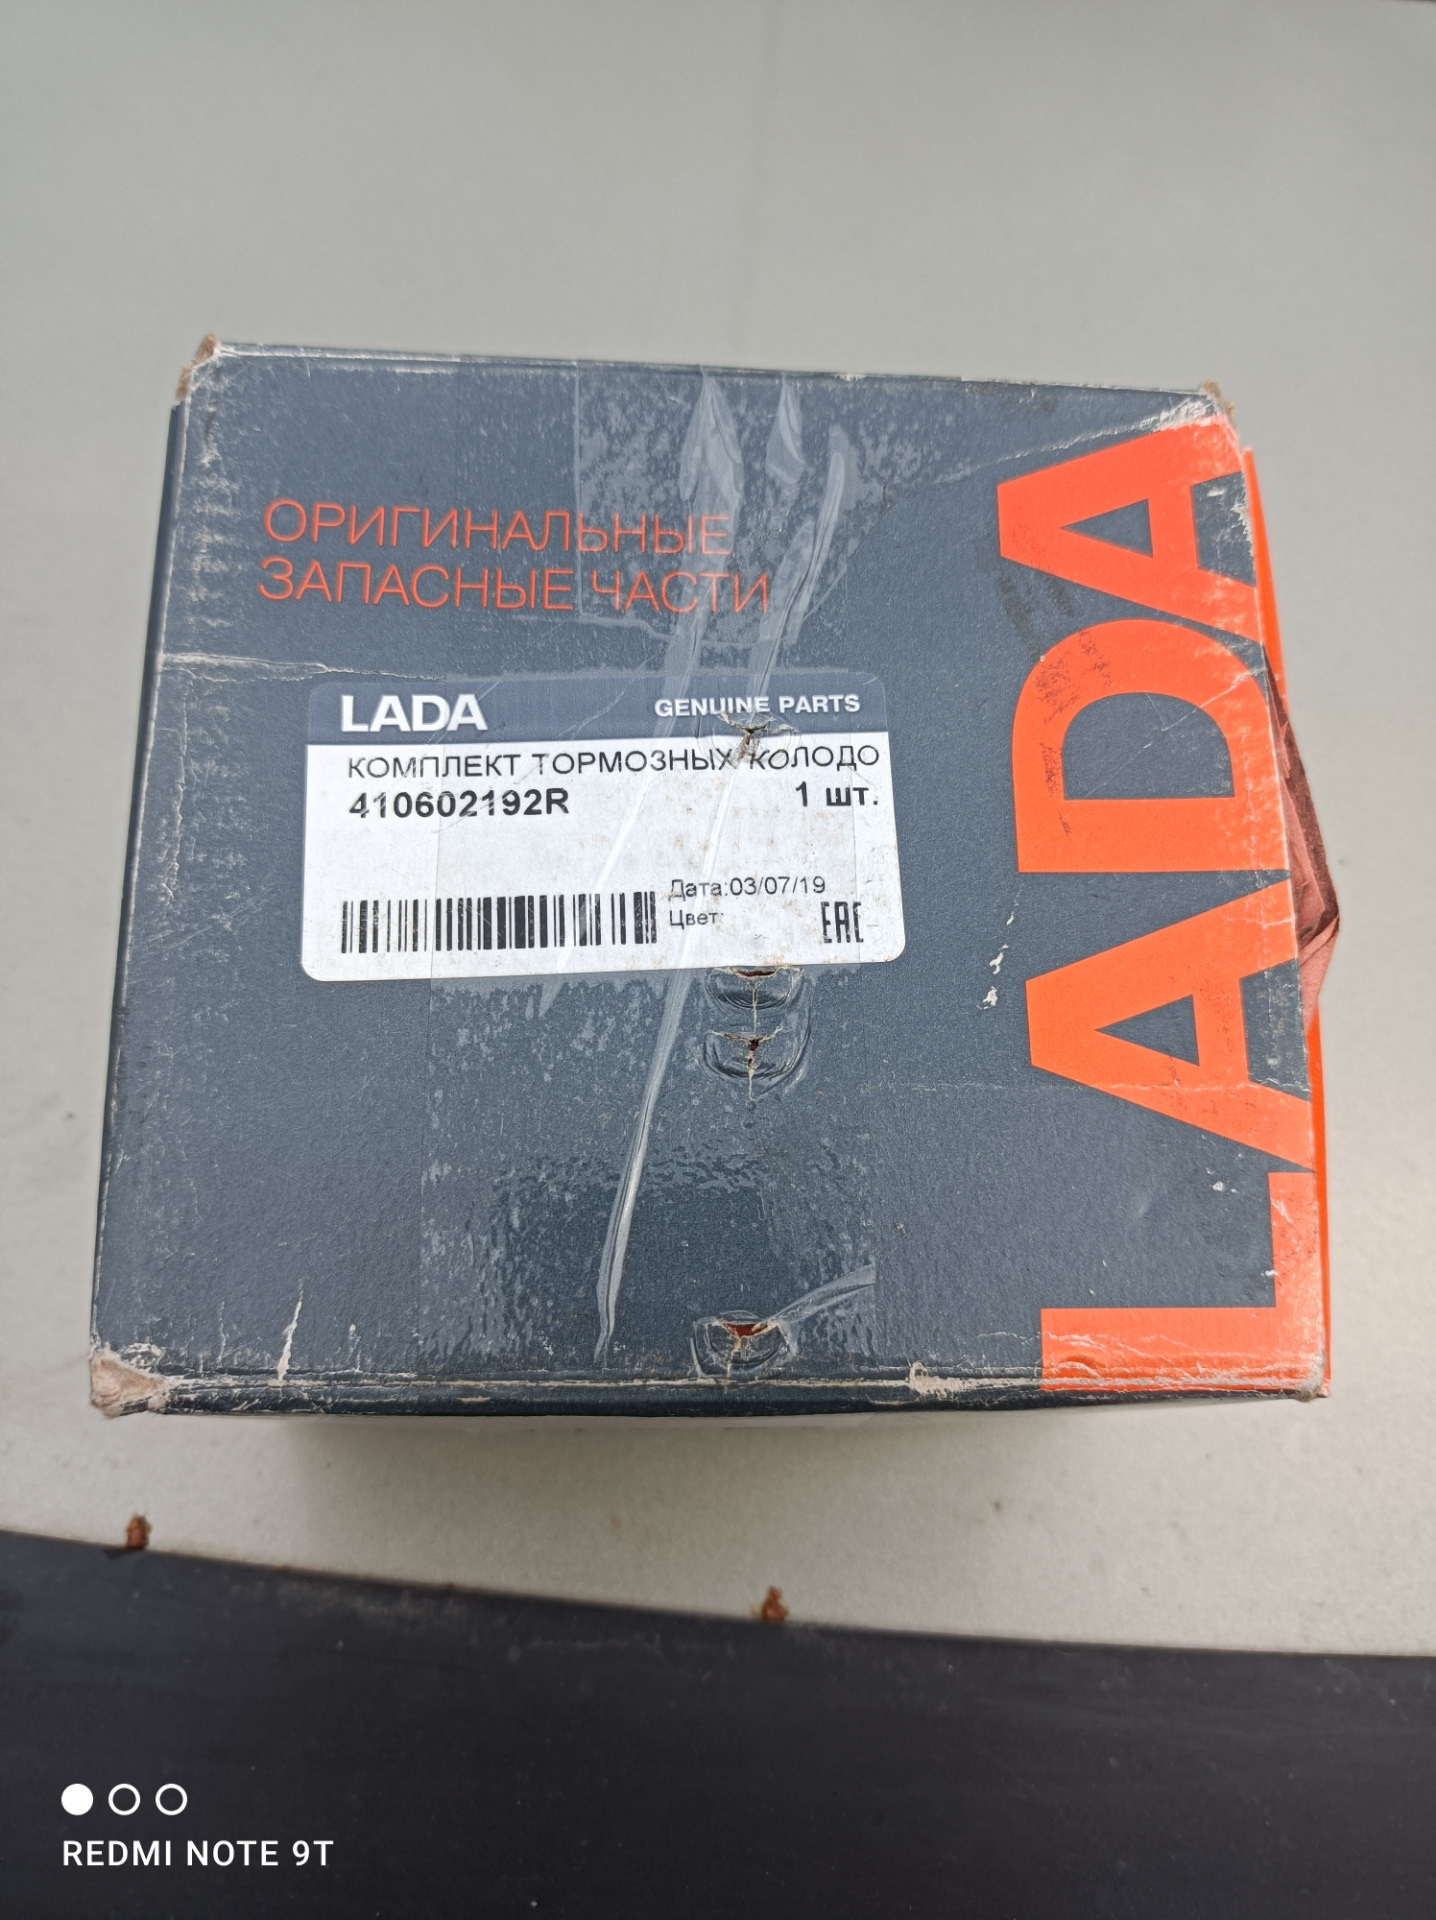 ОРИГИНАЛЬНЫЕ
ЗАПАСНЫЕ ЧАСТИ
LADA
LADA GENUINE PARTS
КОМПЛЕКТ ТОРМОЗНЫХ КОЛОДО
410602192R 1 шт.
Дата:03/07/19
Цвет:
EAC
REDMI NOTE 9T